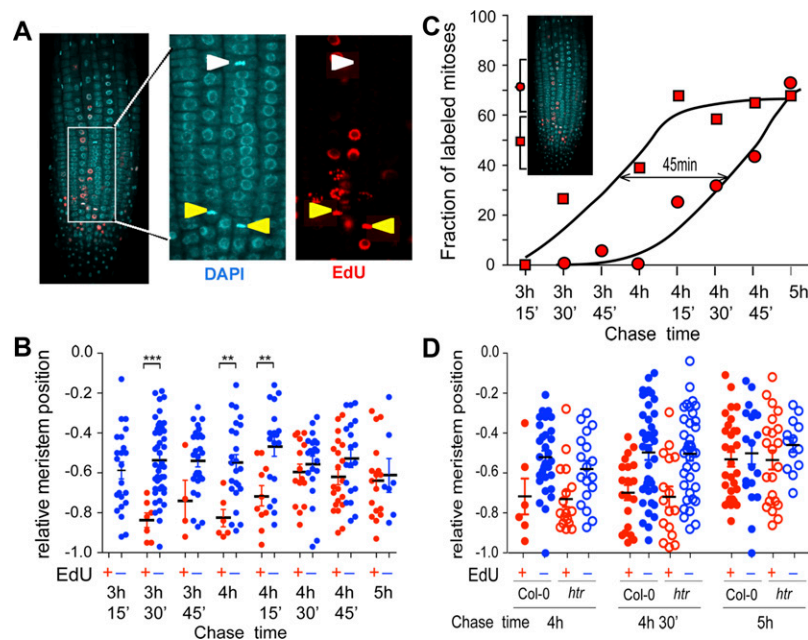 A
DAPI
EdU
C
Fraction of labeled mitoses
100
80
60
40
20
0
45min
3h 15'
3h 30'
3h 45'
4h
4h 15'
4h 30'
4h 45'
5h
Chase time
B
relative meristem position
0.0
-0.2
-0.4
-0.6
-0.8
-1.0
*** ** **
EdU + − + − + − + − + − + − + − + −
3h 15'
3h 30'
3h 45'
4h
4h 15'
4h 30'
4h 45'
5h
Chase time
D
relative meristem position
0.0
-0.2
-0.4
-0.6
-0.8
-1.0
EdU + − + − + − + − + − + −
Col-0 htr Col-0 htr Col-0 htr
Chase time 4h 4h 30' 5h